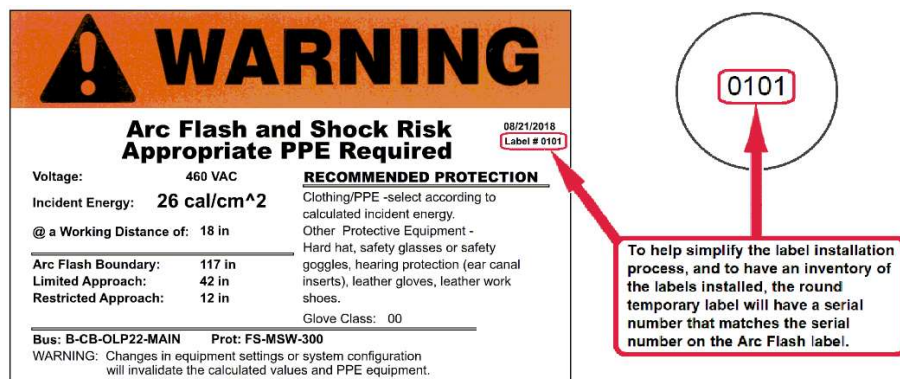 WARNING
Arc Flash and Shock Risk
Appropriate PPE Required
08/21/2018
Label # 0101
Voltage: 460 VAC
Incident Energy: 26 cal/cm^2
@ a Working Distance of: 18 in
Arc Flash Boundary: 117 in
Limited Approach: 42 in
Restricted Approach: 12 in
RECOMMENDED PROTECTION
Clothing/PPE -select according to
calculated incident energy.
Other Protective Equipment -
Hard hat, safety glasses or safety
goggles, hearing protection (ear canal
inserts), leather gloves, leather work
shoes.
Glove Class: 00
Bus: B-CB-OLP22-MAIN Prot: FS-MSW-300
WARNING: Changes in equipment settings or system configuration
will invalidate the calculated values and PPE equipment.
0101
To help simplify the label installation
process, and to have an inventory of
the labels installed, the round
temporary label will have a serial
number that matches the serial
number on the Arc Flash label.